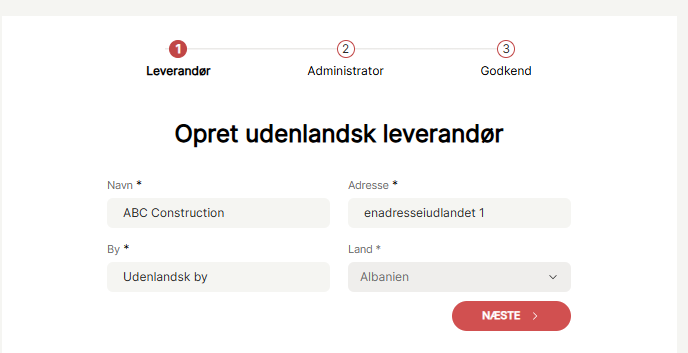 1 2 3
Leverandør Administrator Godkend
Opret udenlandsk leverandør
Navn * Adresse *
ABC Construction enadresseiudlandet 1
By * Land *
Udenlandsk by Albanien
NÆSTE